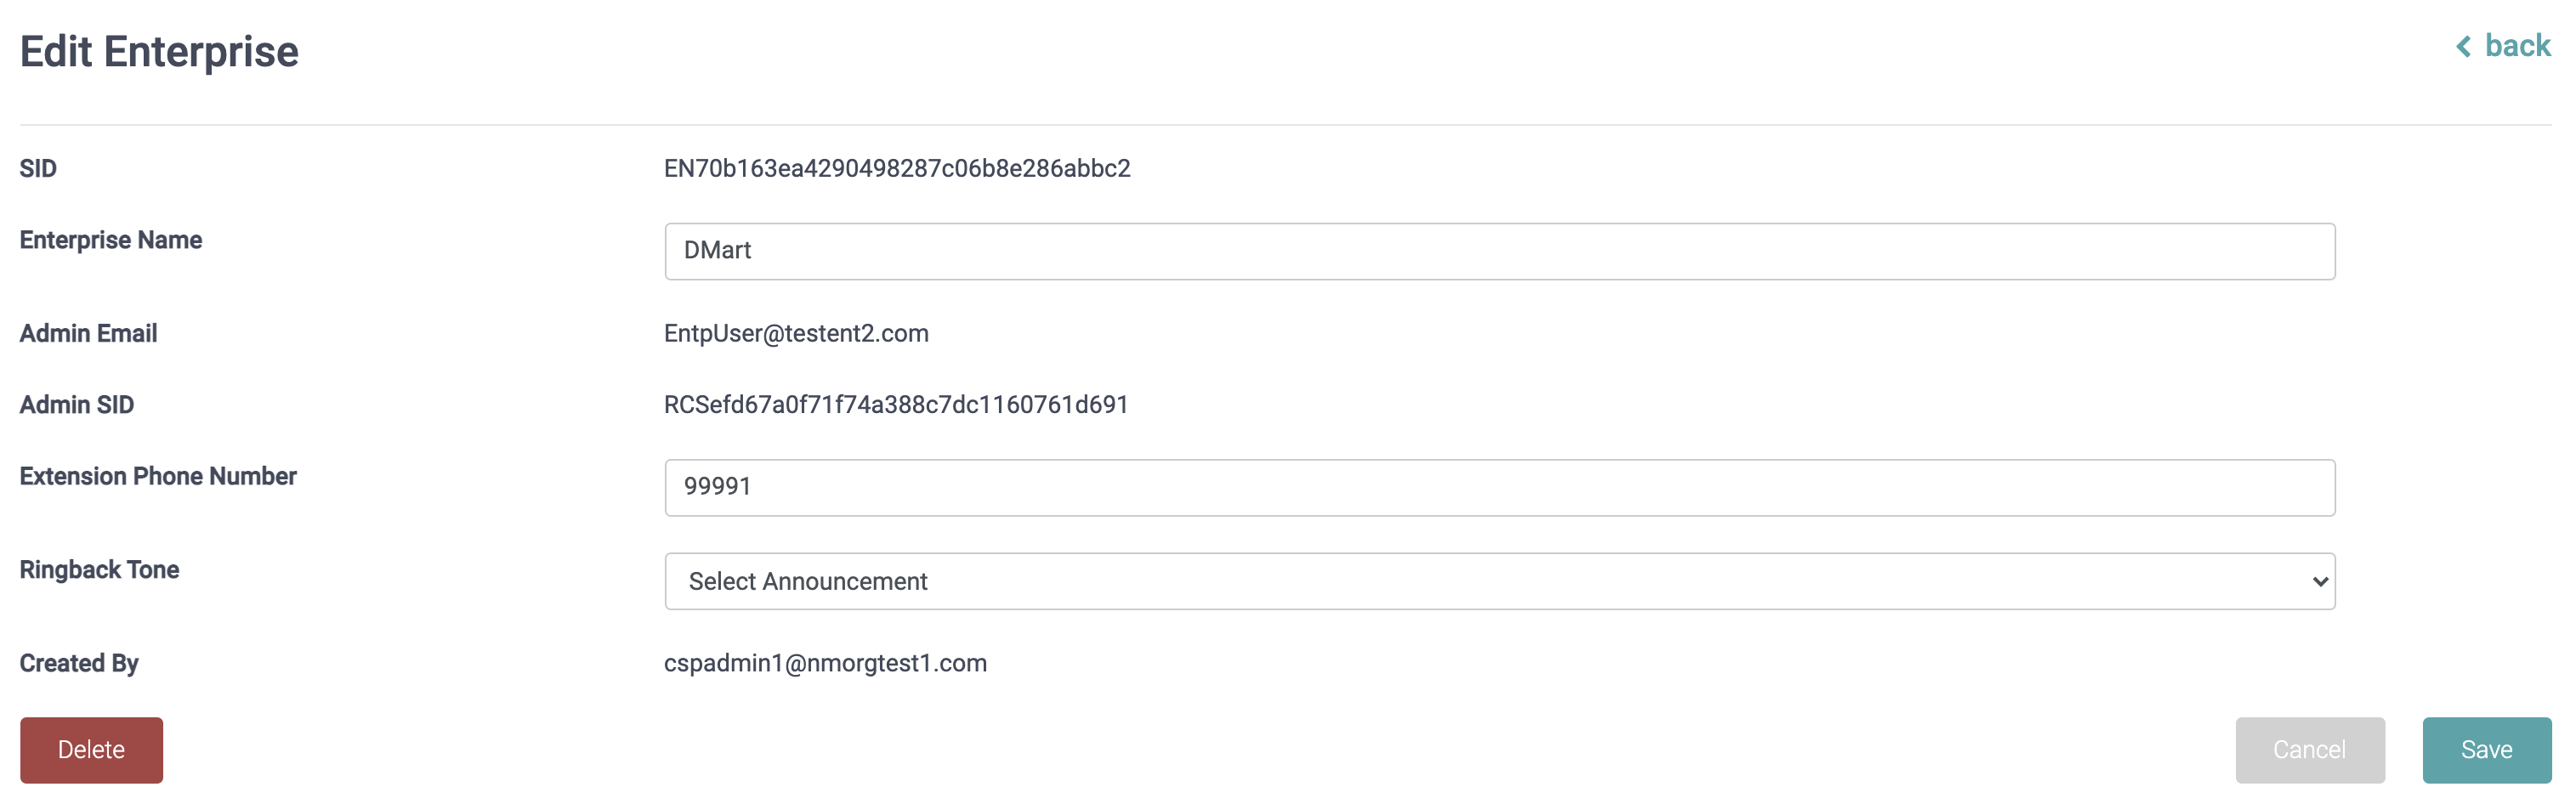 Edit Enterprise
back
SID EN70b163ea4290498287c06b8e286abbc2
Enterprise Name DMart
Admin Email EntpUser@testent2.com
Admin SID RCSefd67a0f71f74a388c7dc1160761d691
Extension Phone Number 99991
Ringback Tone Select Announcement
Created By cspadmin1@nmorgtest1.com
Delete Cancel Save